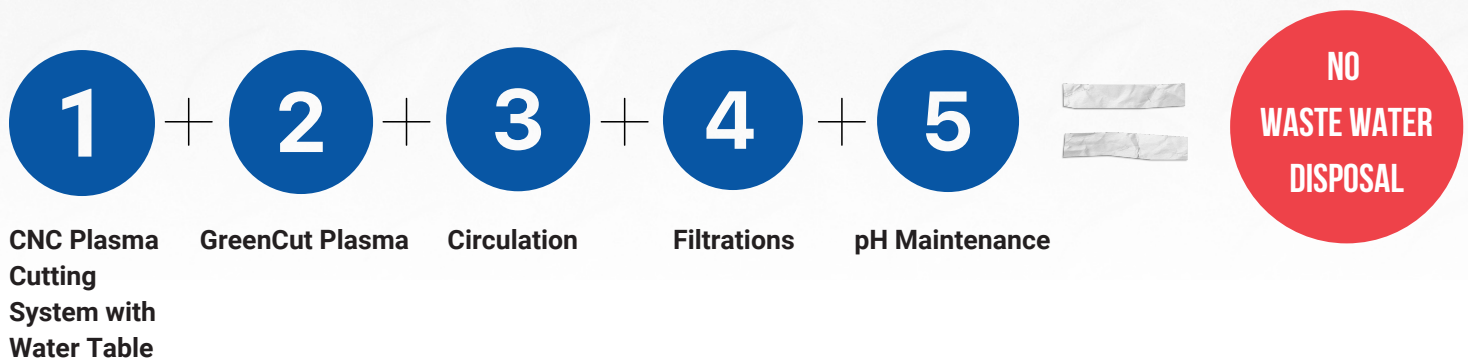 1
2
3
4
5
NO
WASTE WATER
DISPOSAL
CNC Plasma
Cutting
System with
Water Table
GreenCut Plasma
Circulation
Filtrations
pH Maintenance